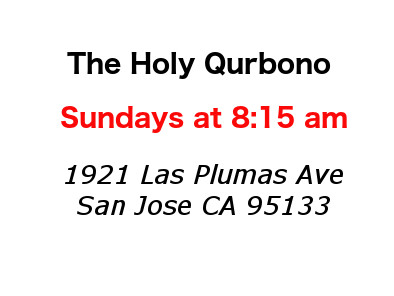 The Holy Qurbono
Sundays at 8:15 am
1921 Las Plumas Ave
San Jose CA 95133